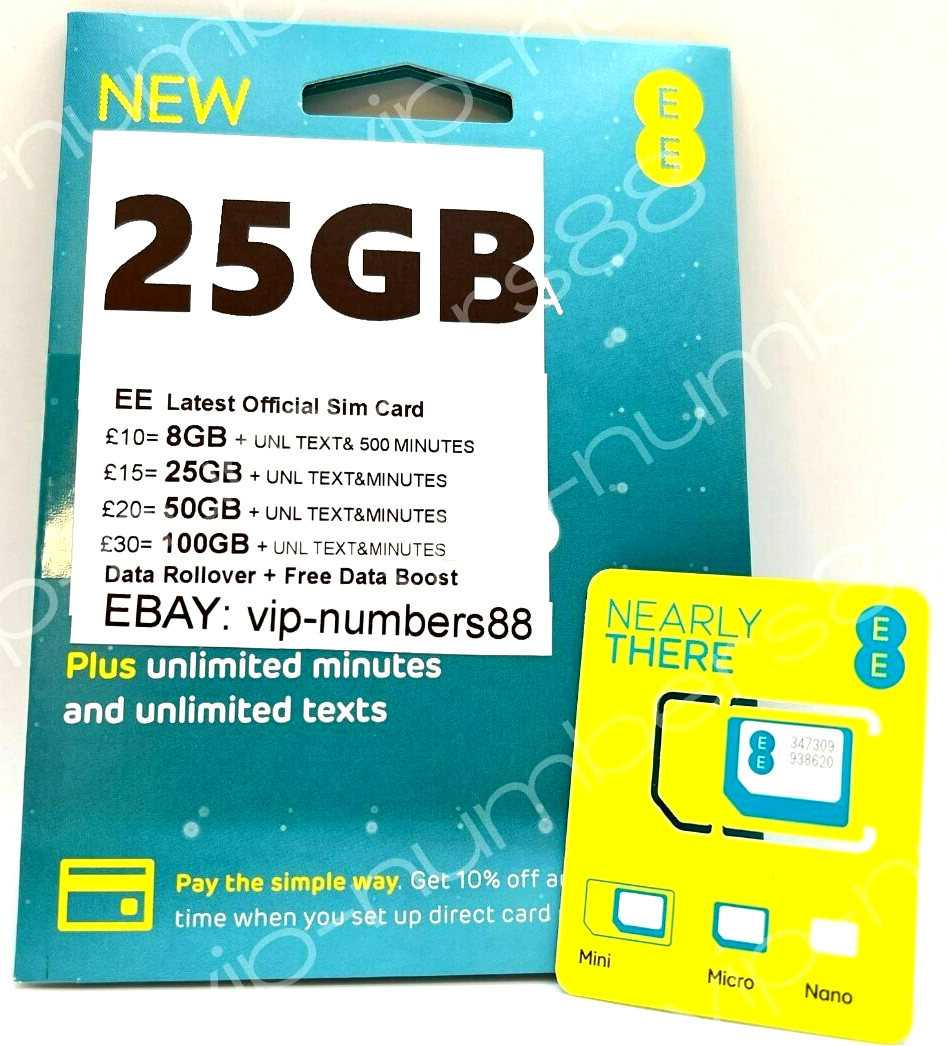 NEW
E
E
25GB
A
EE Latest Official Sim Card
£10= 8GB + UNL TEXT& 500 MINUTES
£15= 25GB + UNL TEXT&MINUTES
£20= 50GB + UNL TEXT&MINUTES
£30= 100GB + UNL TEXT&MINUTES
Data Rollover + Free Data Boost
EBAY: vip-numbers88
Plus unlimited minutes
and unlimited texts
Pay the simple way. Get 10% off
time when you set up direct card
NEARLY
THERE
E
E
E
E
347309
938620
Mini
Micro
Nano
vip-numbers88